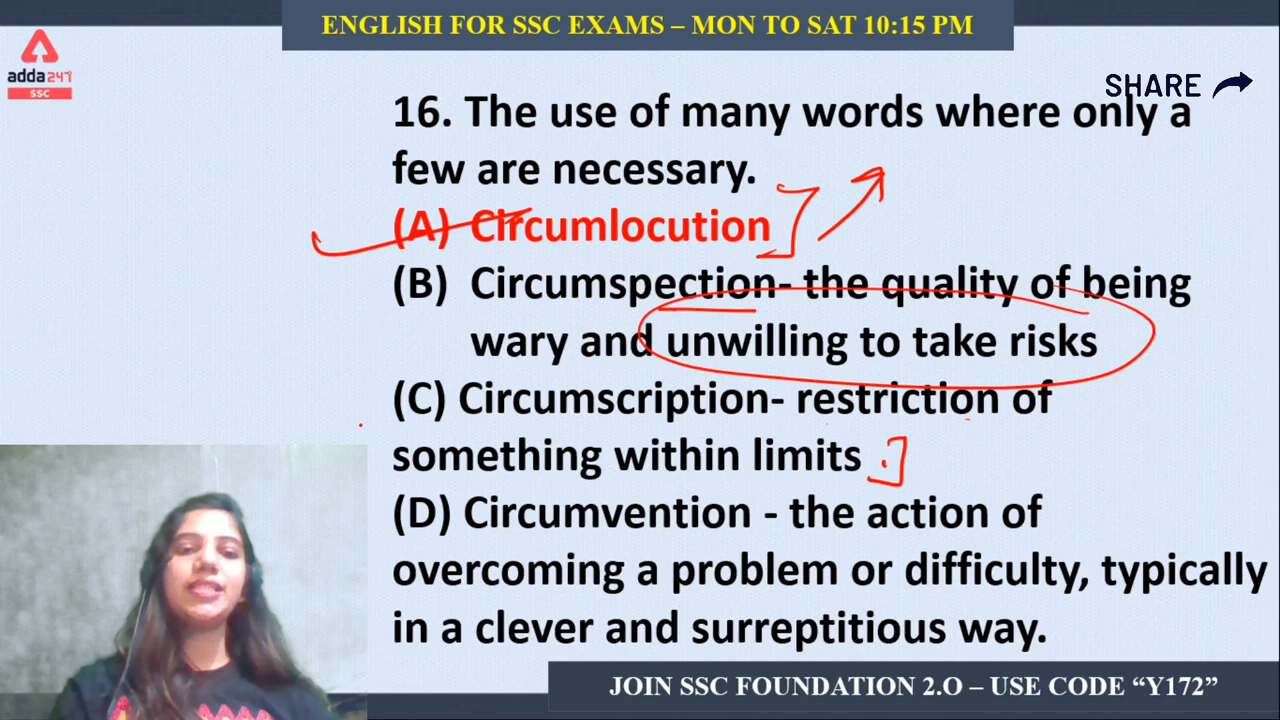 ENGLISH FOR SSC EXAMS – MON TO SAT 10:15 PM
adda247
SSC
SHARE
16. The use of many words where only a
few are necessary.
(A) Circumlocution
(B) Circumspection- the quality of being
wary and unwilling to take risks
(C) Circumscription- restriction of
something within limits
(D) Circumvention - the action of
overcoming a problem or difficulty, typically
in a clever and surreptitious way.
JOIN SSC FOUNDATION 2.O – USE CODE “Y172”